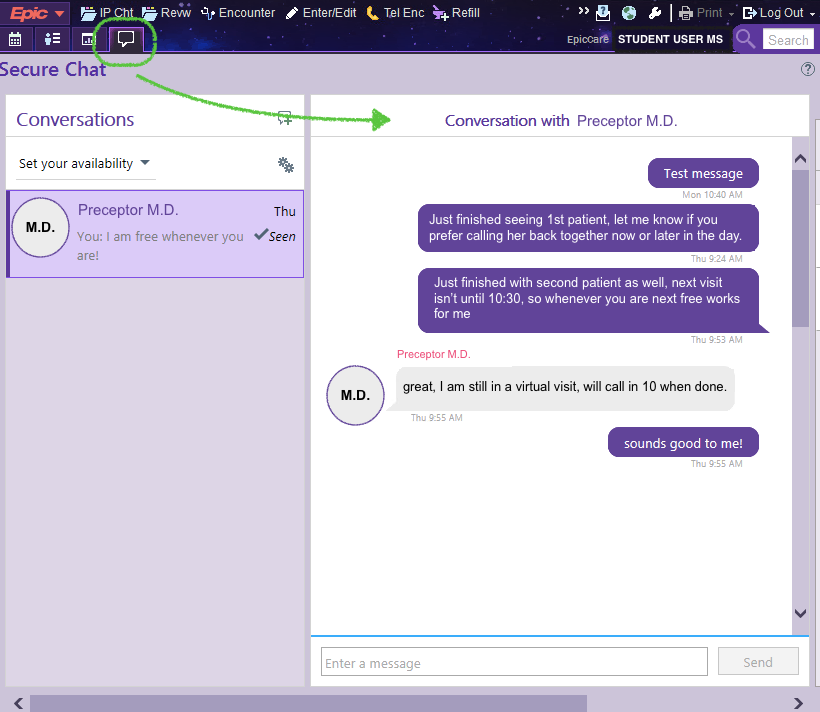 Epic IP Cht Revw Encounter Enter/Edit Tel Enc Refill Print Log Out
EpicCare STUDENT USER MS Search
Secure Chat
Conversations
Set your availability
M.D.
Preceptor M.D. Thu
You: I am free whenever you Seen
are!
Conversation with Preceptor M.D.
Test message
Mon 10:40 AM
Just finished seeing 1st patient, let me know if you
prefer calling her back together now or later in the day.
Thu 9:24 AM
Just finished with second patient as well, next visit
isn't until 10:30, so whenever you are next free works
for me
Thu 9:53 AM
Preceptor M.D.
M.D.
great, I am still in a virtual visit, will call in 10 when done.
Thu 9:55 AM
sounds good to me!
Thu 9:55 AM
Enter a message
Send